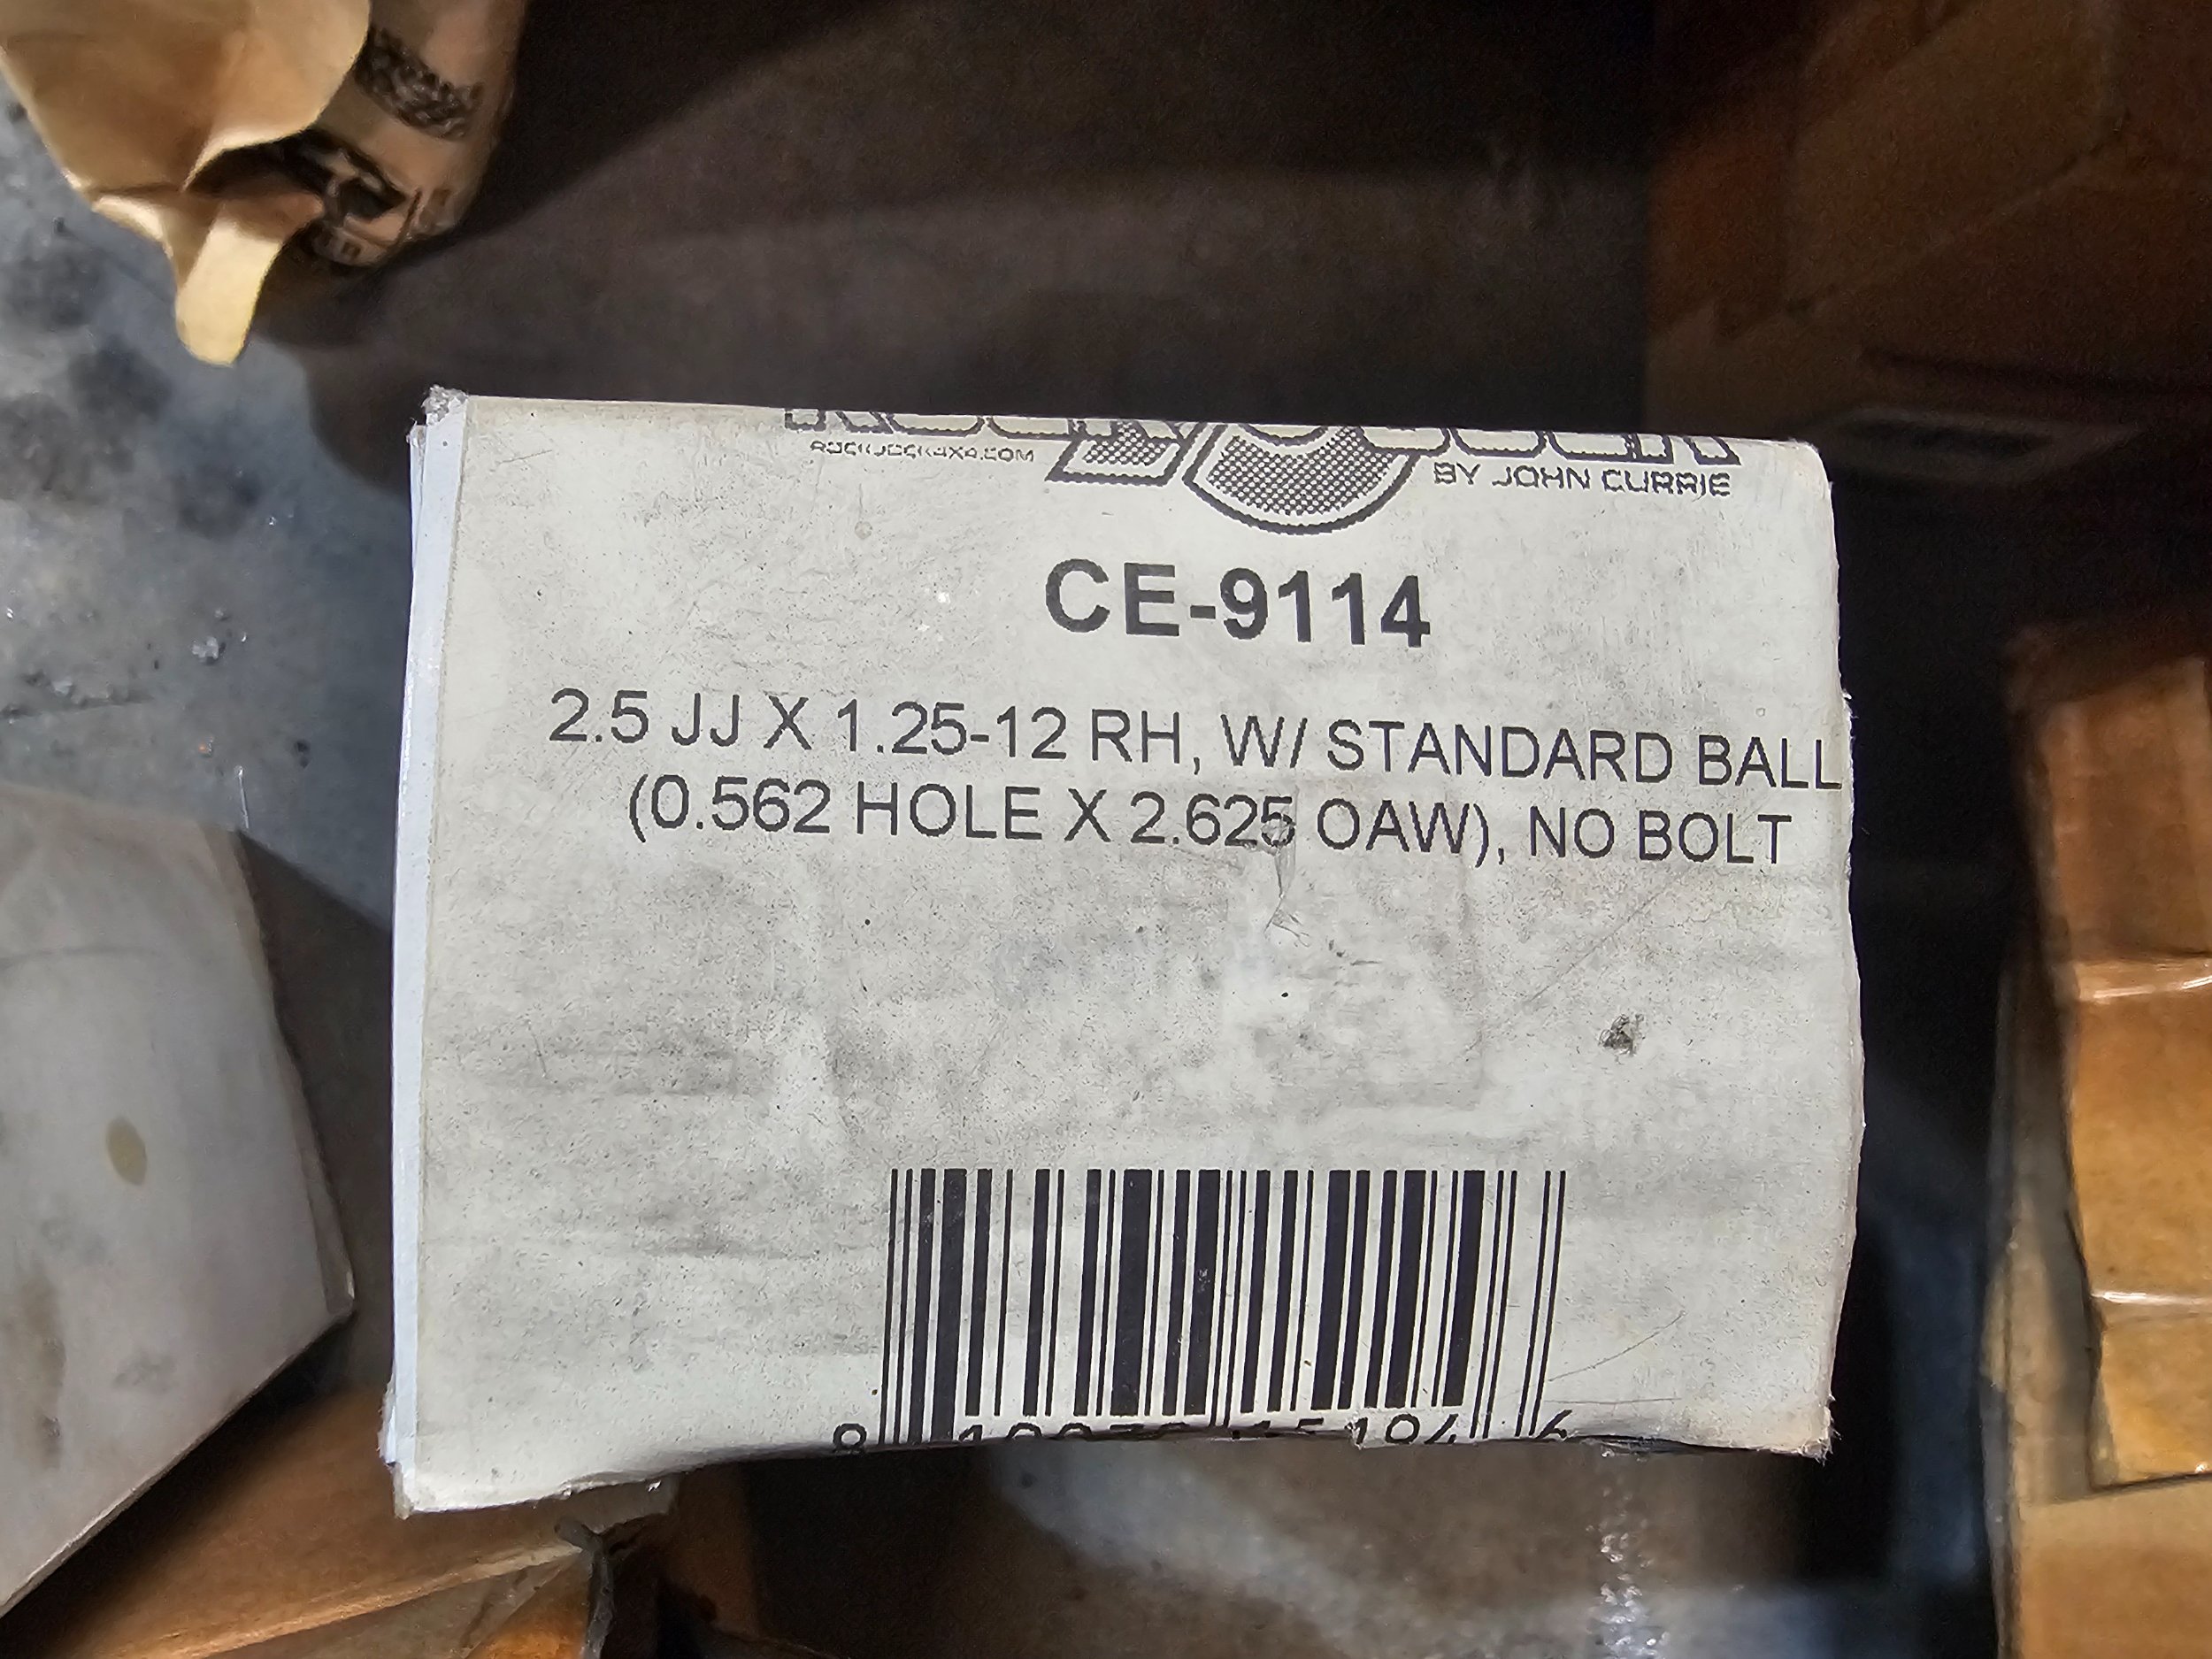 ROCKJOCK4X4.COM
BY JOHN CURRIE
CE-9114
2.5 JJ X 1.25-12 RH, W/ STANDARD BALL
(0.562 HOLE X 2.625 OAW), NO BOLT